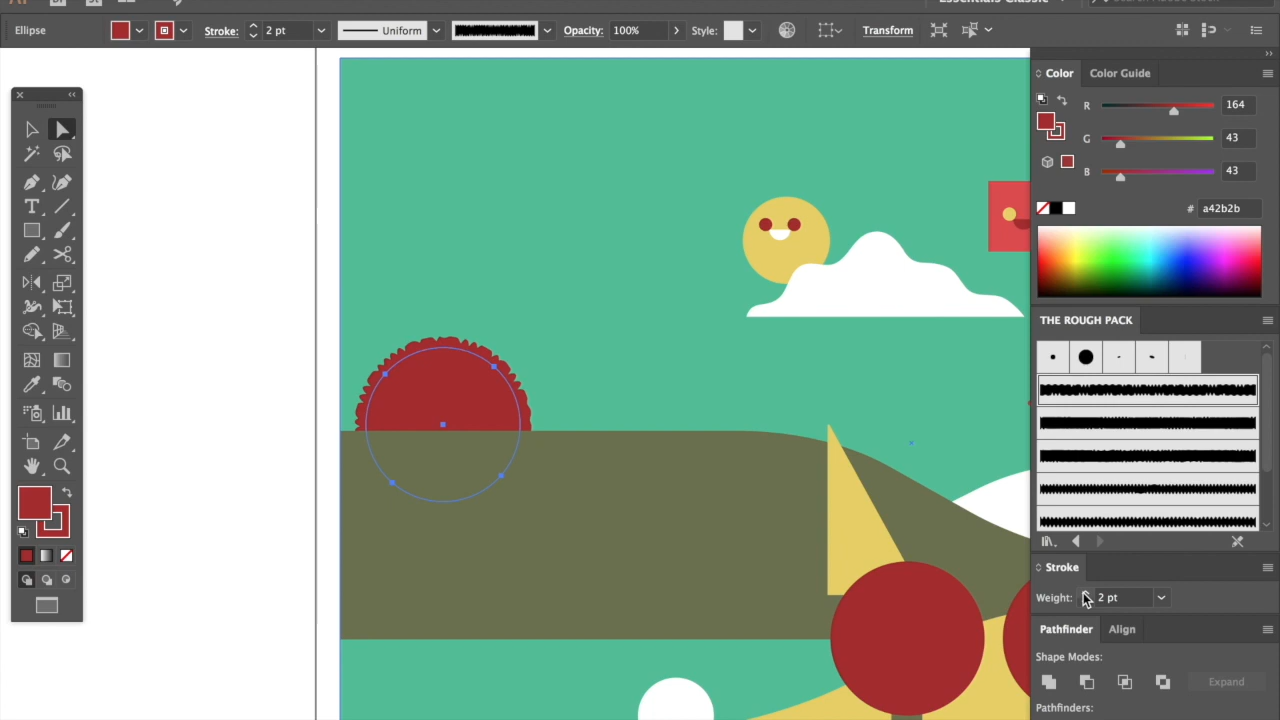 Essentials Classic
Ellipse
Stroke: 2 pt
Uniform
Opacity: 100%
Style:
Transform
Color
Color Guide
R 164
G 43
B 43
# a42b2b
THE ROUGH PACK
Stroke
Weight: 2 pt
Pathfinder
Align
Shape Modes:
Expand
Pathfinders: